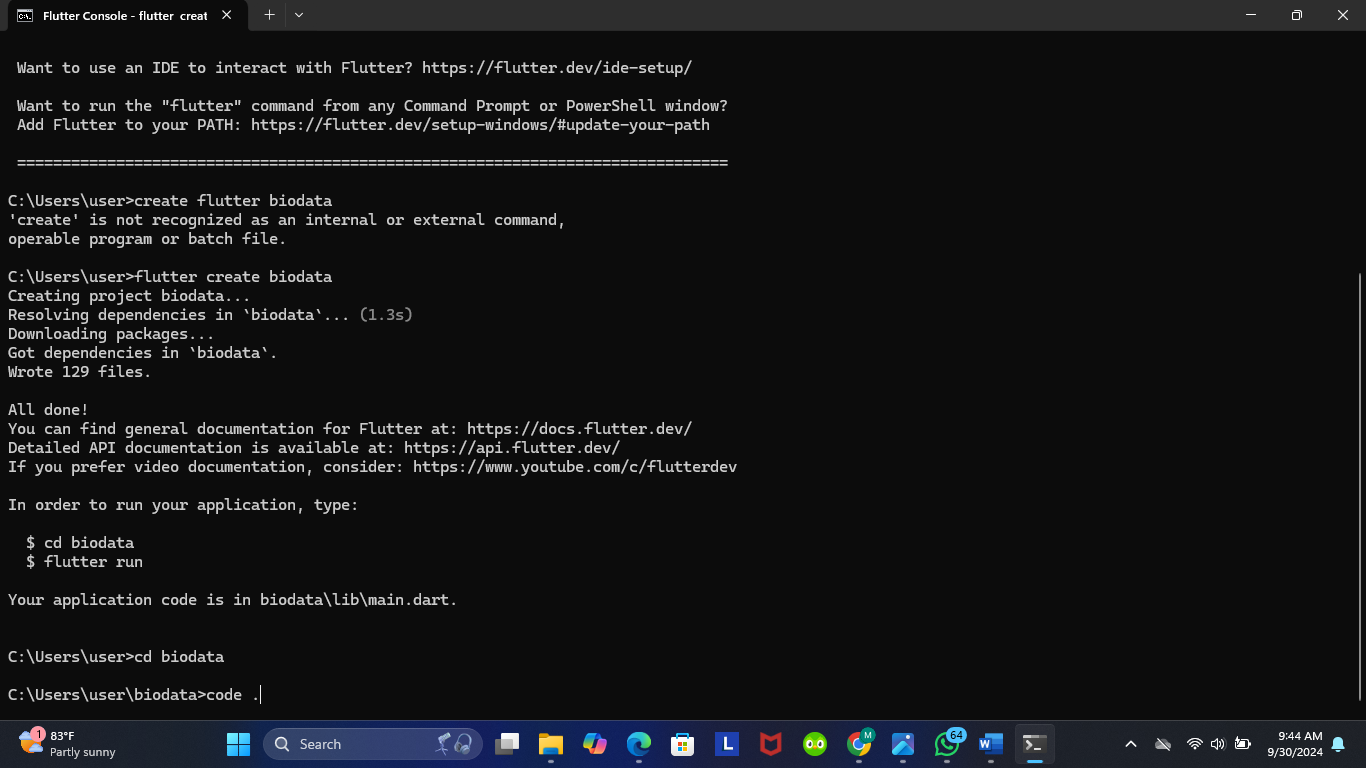 Flutter Console - flutter creat
Want to use an IDE to interact with Flutter? https://flutter.dev/ide-setup/
Want to run the "flutter" command from any Command Prompt or PowerShell window?
Add Flutter to your PATH: https://flutter.dev/setup-windows/#update-your-path
===============================================================================
C:\Users\user>create flutter biodata
'create' is not recognized as an internal or external command,
operable program or batch file.
C:\Users\user>flutter create biodata
Creating project biodata...
Resolving dependencies in `biodata`... (1.3s)
Downloading packages...
Got dependencies in `biodata`.
Wrote 129 files.
All done!
You can find general documentation for Flutter at: https://docs.flutter.dev/
Detailed API documentation is available at: https://api.flutter.dev/
If you prefer video documentation, consider: https://www.youtube.com/c/flutterdev
In order to run your application, type:
$ cd biodata
$ flutter run
Your application code is in biodata\lib\main.dart.
C:\Users\user>cd biodata
C:\Users\user\biodata>code .
1
83°F
Partly sunny
Search
L
M
64
W
9:44 AM
9/30/2024